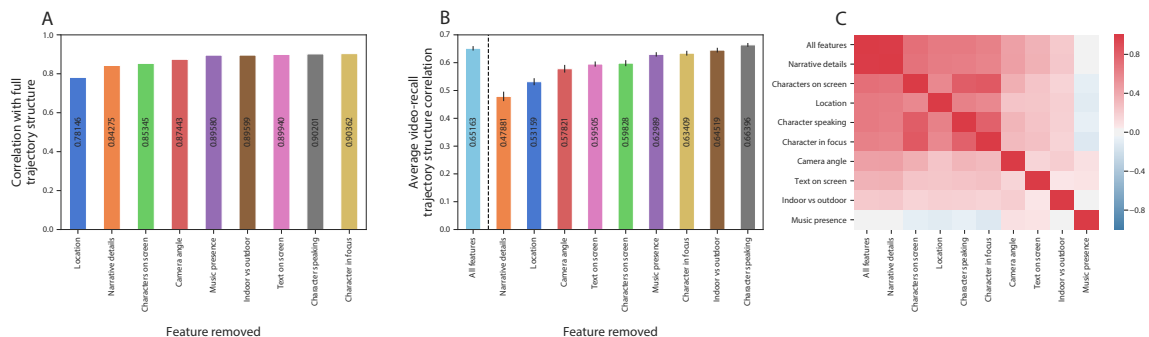 A
1.0
0.8
0.6
0.4
0.2
0.0
Correlation with full
trajectory structure
0.78146
0.84275
0.85345
0.87443
0.89580
0.89599
0.89940
0.90201
0.90362
Location
Narrative details
Characters on screen
Camera angle
Music presence
Indoor vs outdoor
Text on screen
Character speaking
Character in focus
Feature removed
B
0.7
0.6
0.5
0.4
0.3
0.2
0.1
0.0
Average video-recall
trajectory structure correlation
0.65163
0.47881
0.53159
0.57821
0.59505
0.59828
0.62989
0.63409
0.64519
0.66396
All features
Narrative details
Location
Camera angle
Text on screen
Characters on screen
Music presence
Character in focus
Indoor vs outdoor
Character speaking
Feature removed
C
All features
Narrative details
Characters on screen
Location
Character speaking
Character in focus
Camera angle
Text on screen
Indoor vs outdoor
Music presence
All features
Narrative details
Characters on screen
Location
Character speaking
Character in focus
Camera angle
Text on screen
Indoor vs outdoor
Music presence
0.8
0.4
0.0
−0.4
−0.8